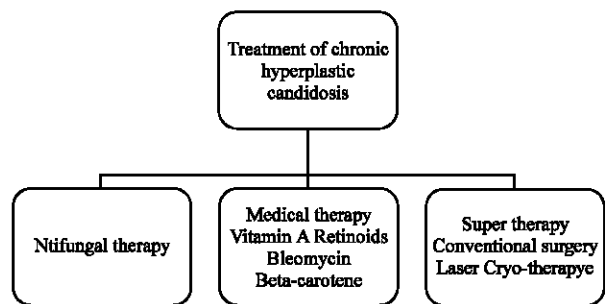 Treatment of chronic
hyperplastic
candidosis
Ntifungal therapy
Medical therapy
Vitamin A Retinoids
Bleomycin
Beta-carotene
Super therapy
Conventional surgery
Laser Cryo-therapye